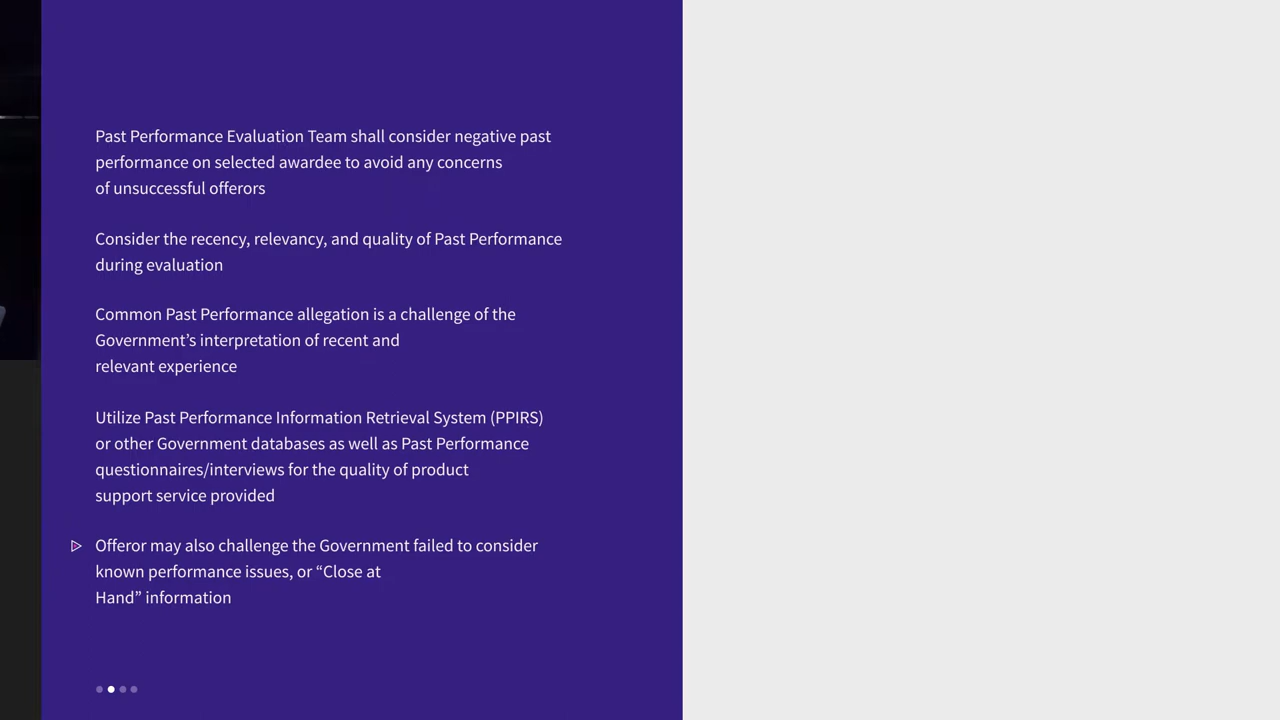 Past Performance Evaluation Team shall consider negative past
performance on selected awardee to avoid any concerns
of unsuccessful offerors
Consider the recency, relevancy, and quality of Past Performance
during evaluation
Common Past Performance allegation is a challenge of the
Government’s interpretation of recent and
relevant experience
Utilize Past Performance Information Retrieval System (PPIRS)
or other Government databases as well as Past Performance
questionnaires/interviews for the quality of product
support service provided
Offeror may also challenge the Government failed to consider
known performance issues, or “Close at
Hand” information